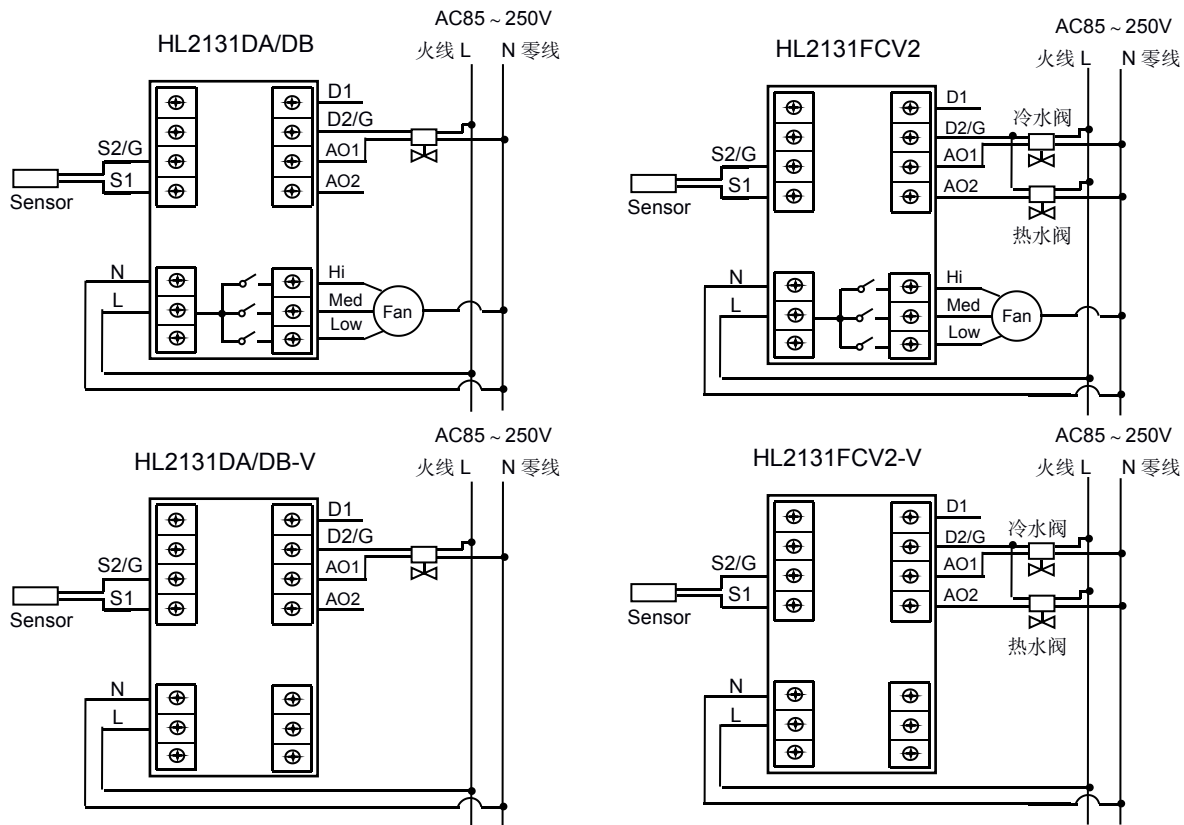 AC85~250V
HL2131DA/DB
火线 L
N 零线
D1
D2/G
S2/G
AO1
S1
AO2
Sensor
N
Hi
L
Med
Fan
Low
AC85~250V
HL2131FCV2
火线 L
N 零线
D1
冷水阀
D2/G
S2/G
AO1
S1
AO2
Sensor
热水阀
N
Hi
L
Med
Fan
Low
AC85~250V
HL2131DA/DB-V
火线 L
N 零线
D1
D2/G
S2/G
AO1
S1
AO2
Sensor
N
L
AC85~250V
HL2131FCV2-V
火线 L
N 零线
D1
冷水阀
D2/G
S2/G
AO1
S1
AO2
Sensor
热水阀
N
L